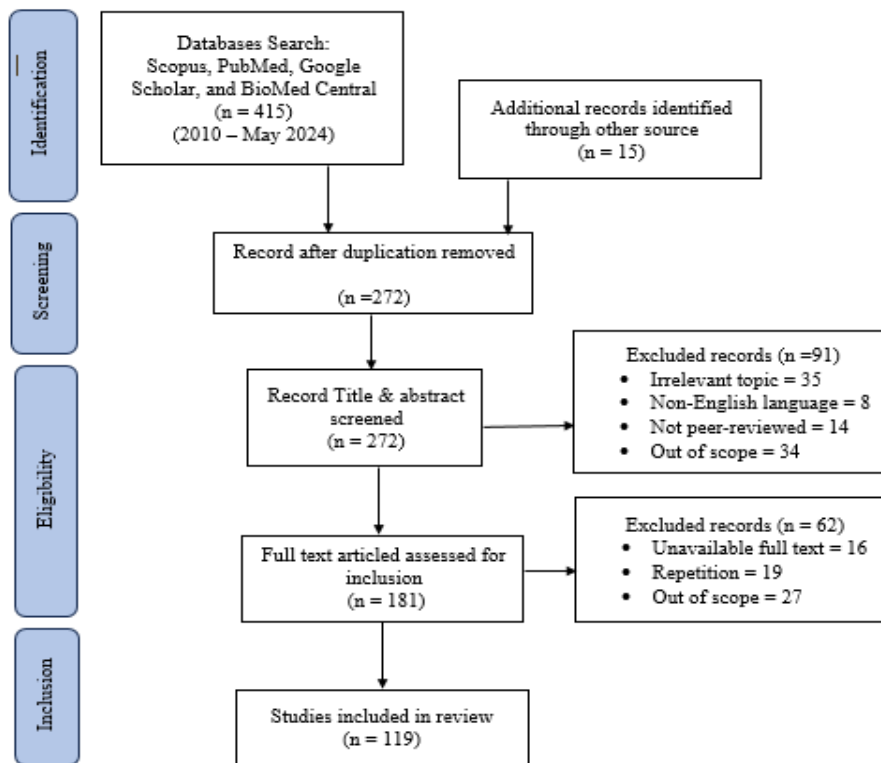 Identification
Databases Search:
Scopus, PubMed, Google
Scholar, and BioMed Central
(n = 415)
(2010 – May 2024)
Additional records identified
through other source
(n = 15)
Screening
Record after duplication removed
(n =272)
Eligibility
Record Title & abstract
screened
(n = 272)
Excluded records (n =91)
• Irrelevant topic = 35
• Non-English language = 8
• Not peer-reviewed = 14
• Out of scope = 34
Full text articled assessed for
inclusion
(n = 181)
Excluded records (n = 62)
• Unavailable full text = 16
• Repetition = 19
• Out of scope = 27
Inclusion
Studies included in review
(n = 119)